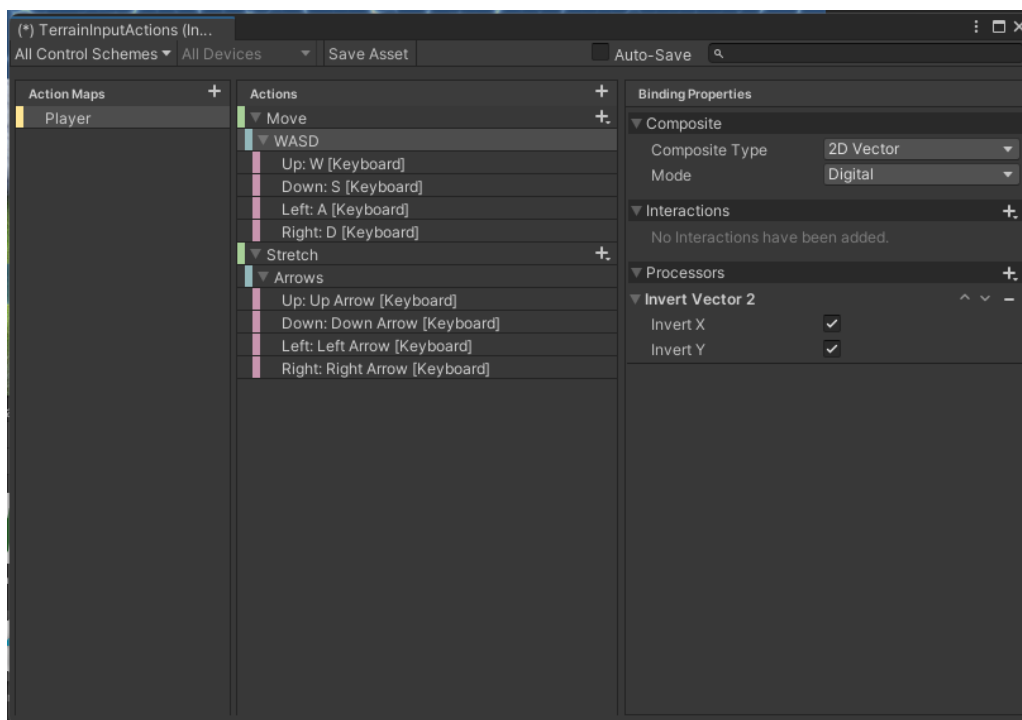 (*) TerrainInputActions (In...
All Control Schemes All Devices Save Asset Auto-Save
Action Maps
Player
Actions
Move
WASD
Up: W [Keyboard]
Down: S [Keyboard]
Left: A [Keyboard]
Right: D [Keyboard]
Stretch
Arrows
Up: Up Arrow [Keyboard]
Down: Down Arrow [Keyboard]
Left: Left Arrow [Keyboard]
Right: Right Arrow [Keyboard]
Binding Properties
Composite
Composite Type 2D Vector
Mode Digital
Interactions
No Interactions have been added.
Processors
Invert Vector 2
Invert X
Invert Y